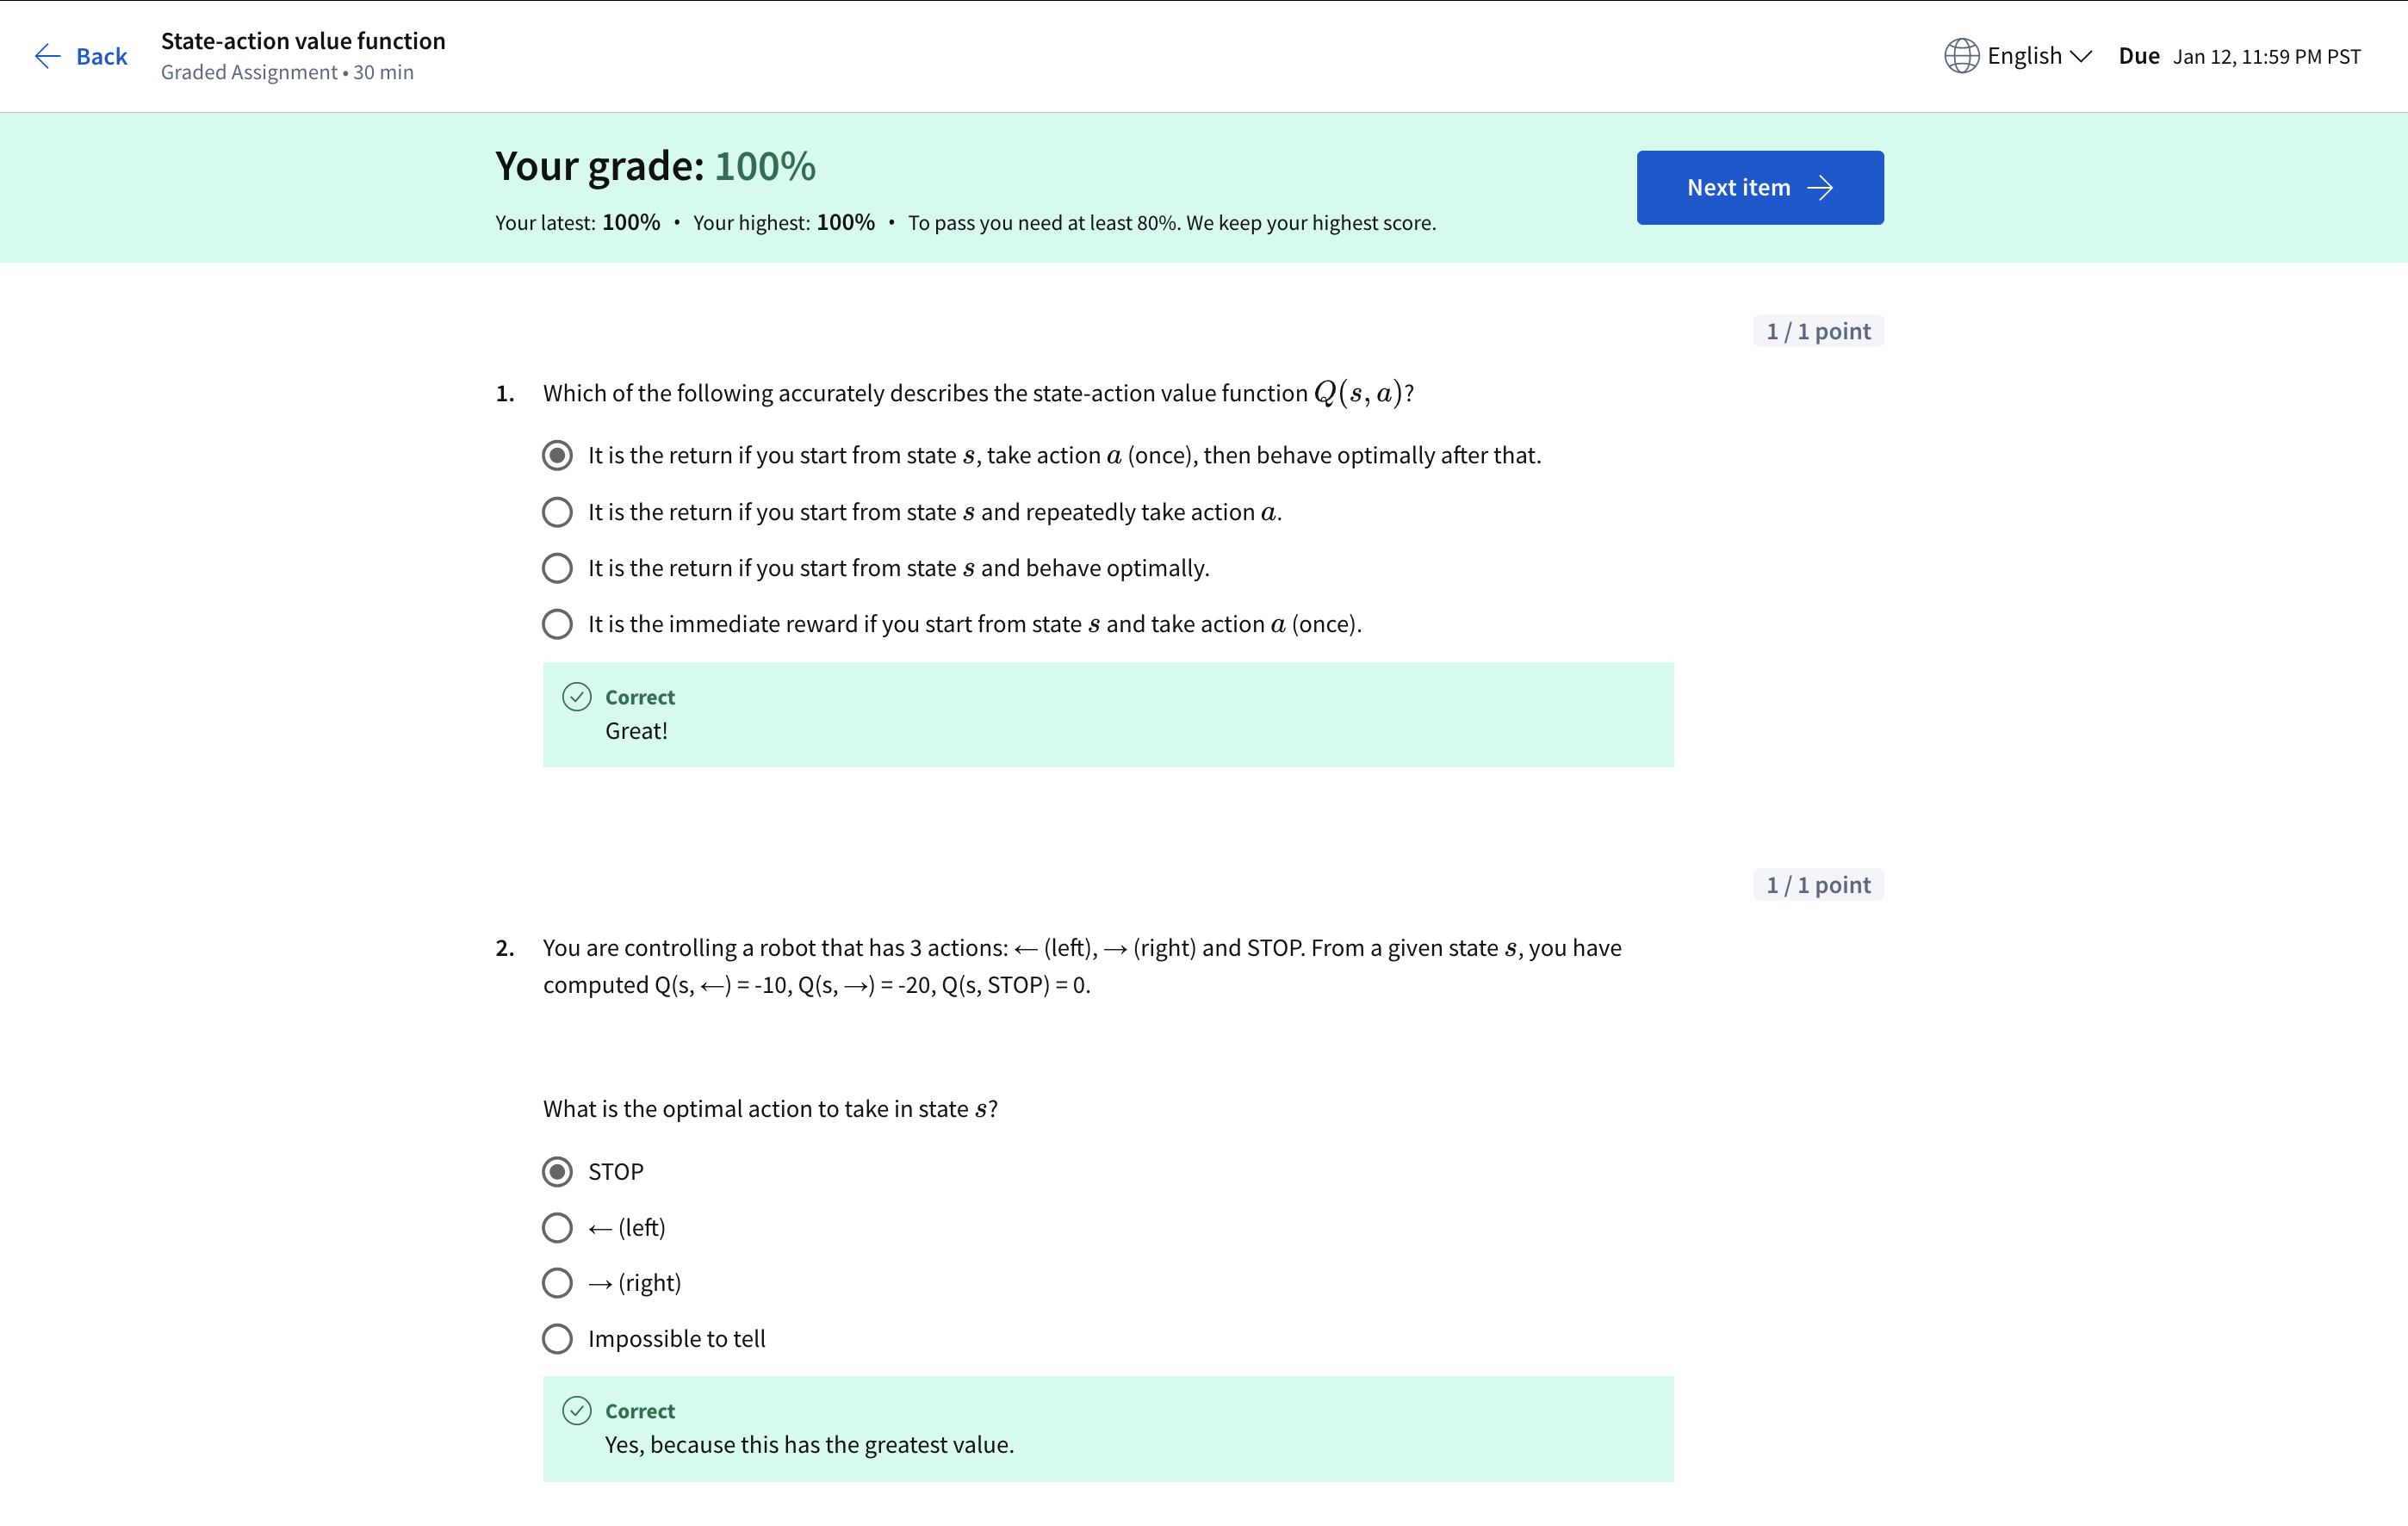 Back
State-action value function
Graded Assignment • 30 min
English
Due Jan 12, 11:59 PM PST
Your grade: 100%
Your latest: 100% • Your highest: 100% • To pass you need at least 80%. We keep your highest score.
Next item →
1 / 1 point
1. Which of the following accurately describes the state-action value function Q(s, a)?
It is the return if you start from state s, take action a (once), then behave optimally after that.
It is the return if you start from state s and repeatedly take action a.
It is the return if you start from state s and behave optimally.
It is the immediate reward if you start from state s and take action a (once).
Correct
Great!
1 / 1 point
2. You are controlling a robot that has 3 actions: ← (left), → (right) and STOP. From a given state s, you have
computed Q(s, ←) = -10, Q(s, →) = -20, Q(s, STOP) = 0.
What is the optimal action to take in state s?
STOP
← (left)
→ (right)
Impossible to tell
Correct
Yes, because this has the greatest value.